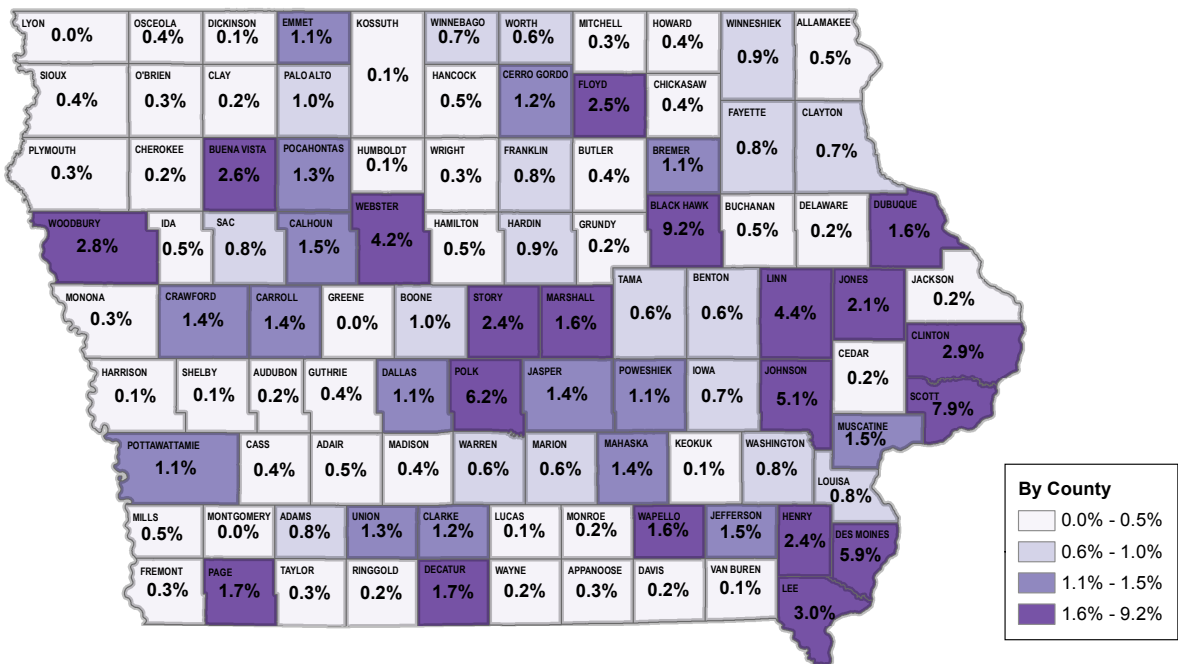 LYON
0.0%
OSCEOLA
0.4%
DICKINSON
0.1%
EMMET
1.1%
KOSSUTH
0.1%
WINNEBAGO
0.7%
WORTH
0.6%
MITCHELL
0.3%
HOWARD
0.4%
WINNESHIEK
0.9%
ALLAMAKEE
0.5%
SIOUX
0.4%
O'BRIEN
0.3%
CLAY
0.2%
PALO ALTO
1.0%
HANCOCK
0.5%
CERRO GORDO
1.2%
FLOYD
2.5%
CHICKASAW
0.4%
FAYETTE
0.8%
CLAYTON
0.7%
PLYMOUTH
0.3%
CHEROKEE
0.2%
BUENA VISTA
2.6%
POCAHONTAS
1.3%
HUMBOLDT
0.1%
WRIGHT
0.3%
FRANKLIN
0.8%
BUTLER
0.4%
BREMER
1.1%
WOODBURY
2.8%
IDA
0.5%
SAC
0.8%
CALHOUN
1.5%
WEBSTER
4.2%
HAMILTON
0.5%
HARDIN
0.9%
GRUNDY
0.2%
BLACK HAWK
9.2%
BUCHANAN
0.5%
DELAWARE
0.2%
DUBUQUE
1.6%
MONONA
0.3%
CRAWFORD
1.4%
CARROLL
1.4%
GREENE
0.0%
BOONE
1.0%
STORY
2.4%
MARSHALL
1.6%
TAMA
0.6%
BENTON
0.6%
LINN
4.4%
JONES
2.1%
JACKSON
0.2%
CLINTON
2.9%
HARRISON
0.1%
SHELBY
0.1%
AUDUBON
0.2%
GUTHRIE
0.4%
DALLAS
1.1%
POLK
6.2%
JASPER
1.4%
POWESHIEK
1.1%
IOWA
0.7%
JOHNSON
5.1%
CEDAR
0.2%
SCOTT
7.9%
MUSCATINE
1.5%
POTTAWATTAMIE
1.1%
CASS
0.4%
ADAIR
0.5%
MADISON
0.4%
WARREN
0.6%
MARION
0.6%
MAHASKA
1.4%
KEOKUK
0.1%
WASHINGTON
0.8%
LOUISA
0.8%
MILLS
0.5%
MONTGOMERY
0.0%
ADAMS
0.8%
UNION
1.3%
CLARKE
1.2%
LUCAS
0.1%
MONROE
0.2%
WAPELLO
1.6%
JEFFERSON
1.5%
HENRY
2.4%
DES MOINES
5.9%
FREMONT
0.3%
PAGE
1.7%
TAYLOR
0.3%
RINGGOLD
0.2%
DECATUR
1.7%
WAYNE
0.2%
APPANOOSE
0.3%
DAVIS
0.2%
VAN BUREN
0.1%
LEE
3.0%
By County
0.0% - 0.5%
0.6% - 1.0%
1.1% - 1.5%
1.6% - 9.2%